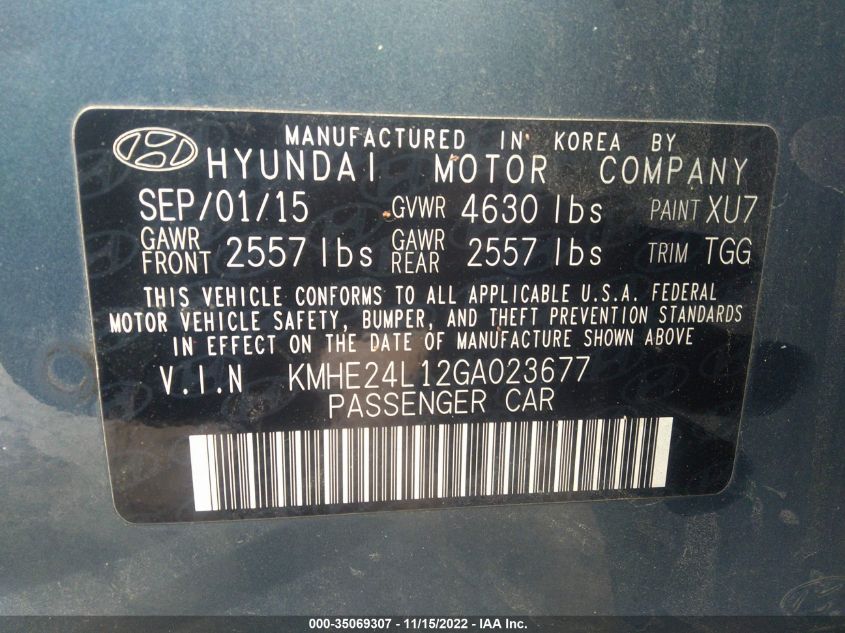 MANUFACTURED IN KOREA BY
HYUNDAI MOTOR COMPANY
SEP/01/15 GVWR 4630 lbs PAINT XU7
GAWR FRONT 2557 lbs GAWR REAR 2557 lbs TRIM TGG
THIS VEHICLE CONFORMS TO ALL APPLICABLE U.S.A. FEDERAL
MOTOR VEHICLE SAFETY, BUMPER, AND THEFT PREVENTION STANDARDS
IN EFFECT ON THE DATE OF MANUFACTURE SHOWN ABOVE
V.I.N KMHE24L12GA023677
PASSENGER CAR
000-35069307 - 11/15/2022 - IAA Inc.